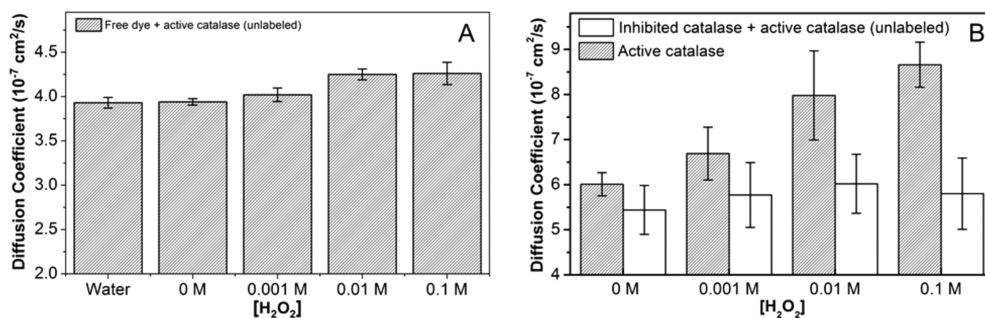 Free dye + active catalase (unlabeled)
A
Diffusion Coefficient (10⁻⁷ cm²/s)
4.5
4.0
3.5
3.0
2.5
2.0
Water
0 M
0.001 M
0.01 M
0.1 M
[H₂O₂]
Inhibited catalase + active catalase (unlabeled)
Active catalase
B
Diffusion Coefficient (10⁻⁷ cm²/s)
9
8
7
6
5
4
0 M
0.001 M
0.01 M
0.1 M
[H₂O₂]